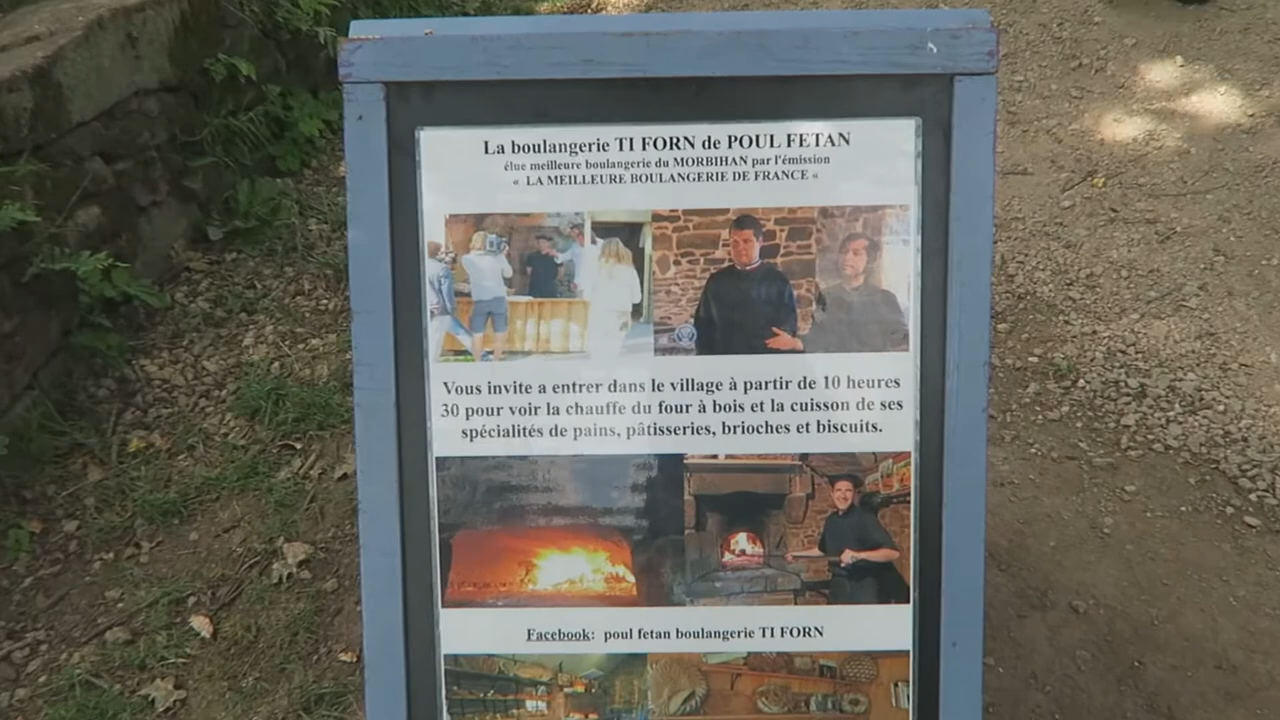 La boulangerie TI FORN de POUL FETAN
élue meilleure boulangerie du MORBIHAN par l'émission
« LA MEILLEURE BOULANGERIE DE FRANCE «
Vous invite a entrer dans le village à partir de 10 heures
30 pour voir la chauffe du four à bois et la cuisson de ses
spécialités de pains, pâtisseries, brioches et biscuits.
Facebook: poul fetan boulangerie TI FORN